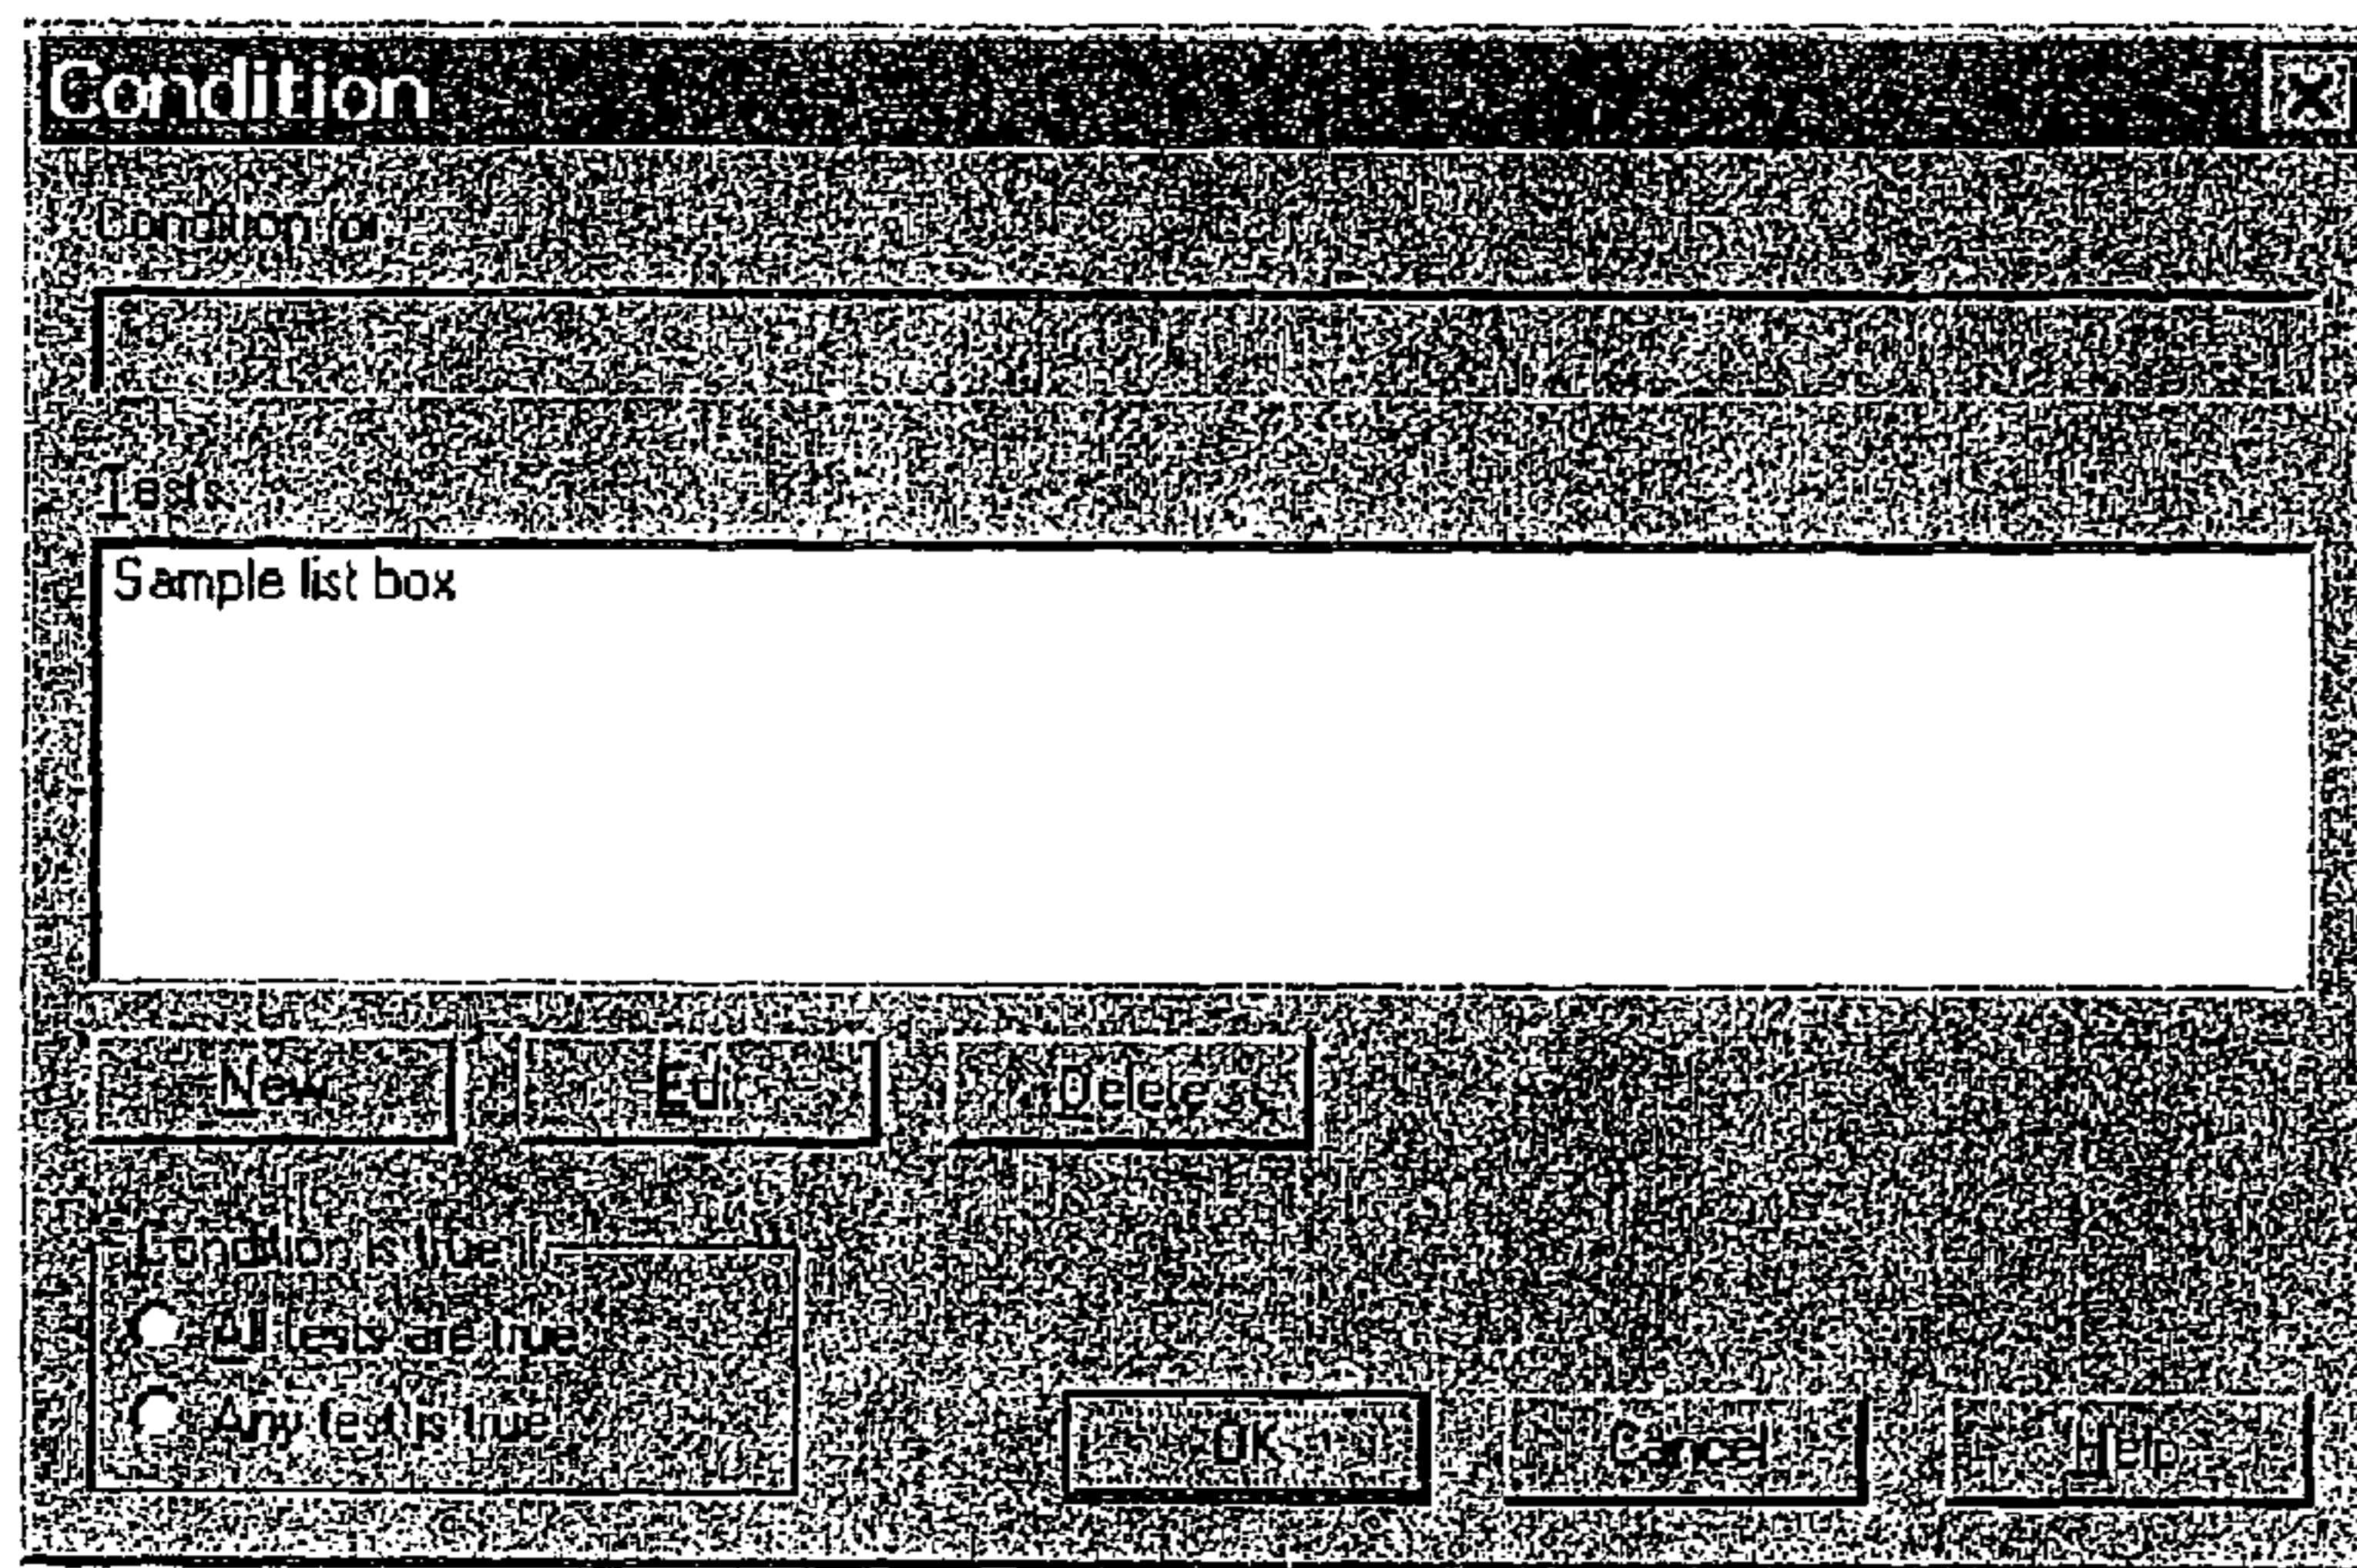 Condition
Condition for
Tests
Sample list box
New Edit Delete
Condition is true if
All tests are true
Any test is true
OK Cancel Help